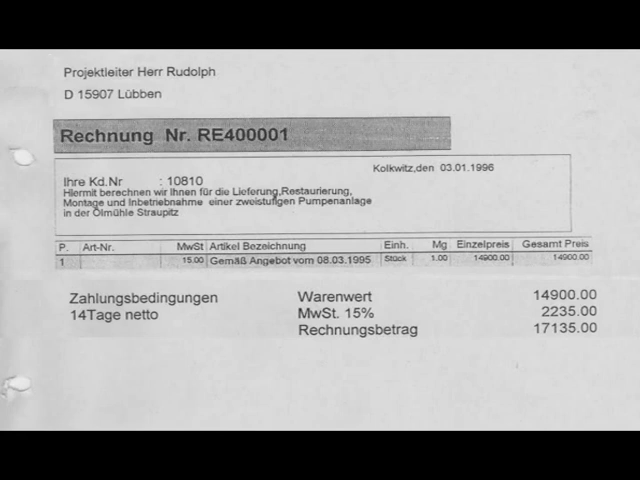 Projektleiter Herr Rudolph
D 15907 Lübben
Rechnung Nr. RE400001
Kolkwitz,den 03.01.1996
Ihre Kd.Nr : 10810
Hiermit berechnen wir Ihnen für die Lieferung,Restaurierung,
Montage und Inbetriebnahme einer zweistufigen Pumpenanlage
in der Ölmühle Straupitz
P. Art-Nr. MwSt Artikel Bezeichnung Einh. Mg Einzelpreis Gesamt Preis
1 15.00 Gemäß Angebot vom 08.03.1995 Stück 1.00 14900.00 14900.00
Zahlungsbedingungen Warenwert 14900.00
14Tage netto MwSt. 15% 2235.00
Rechnungsbetrag 17135.00